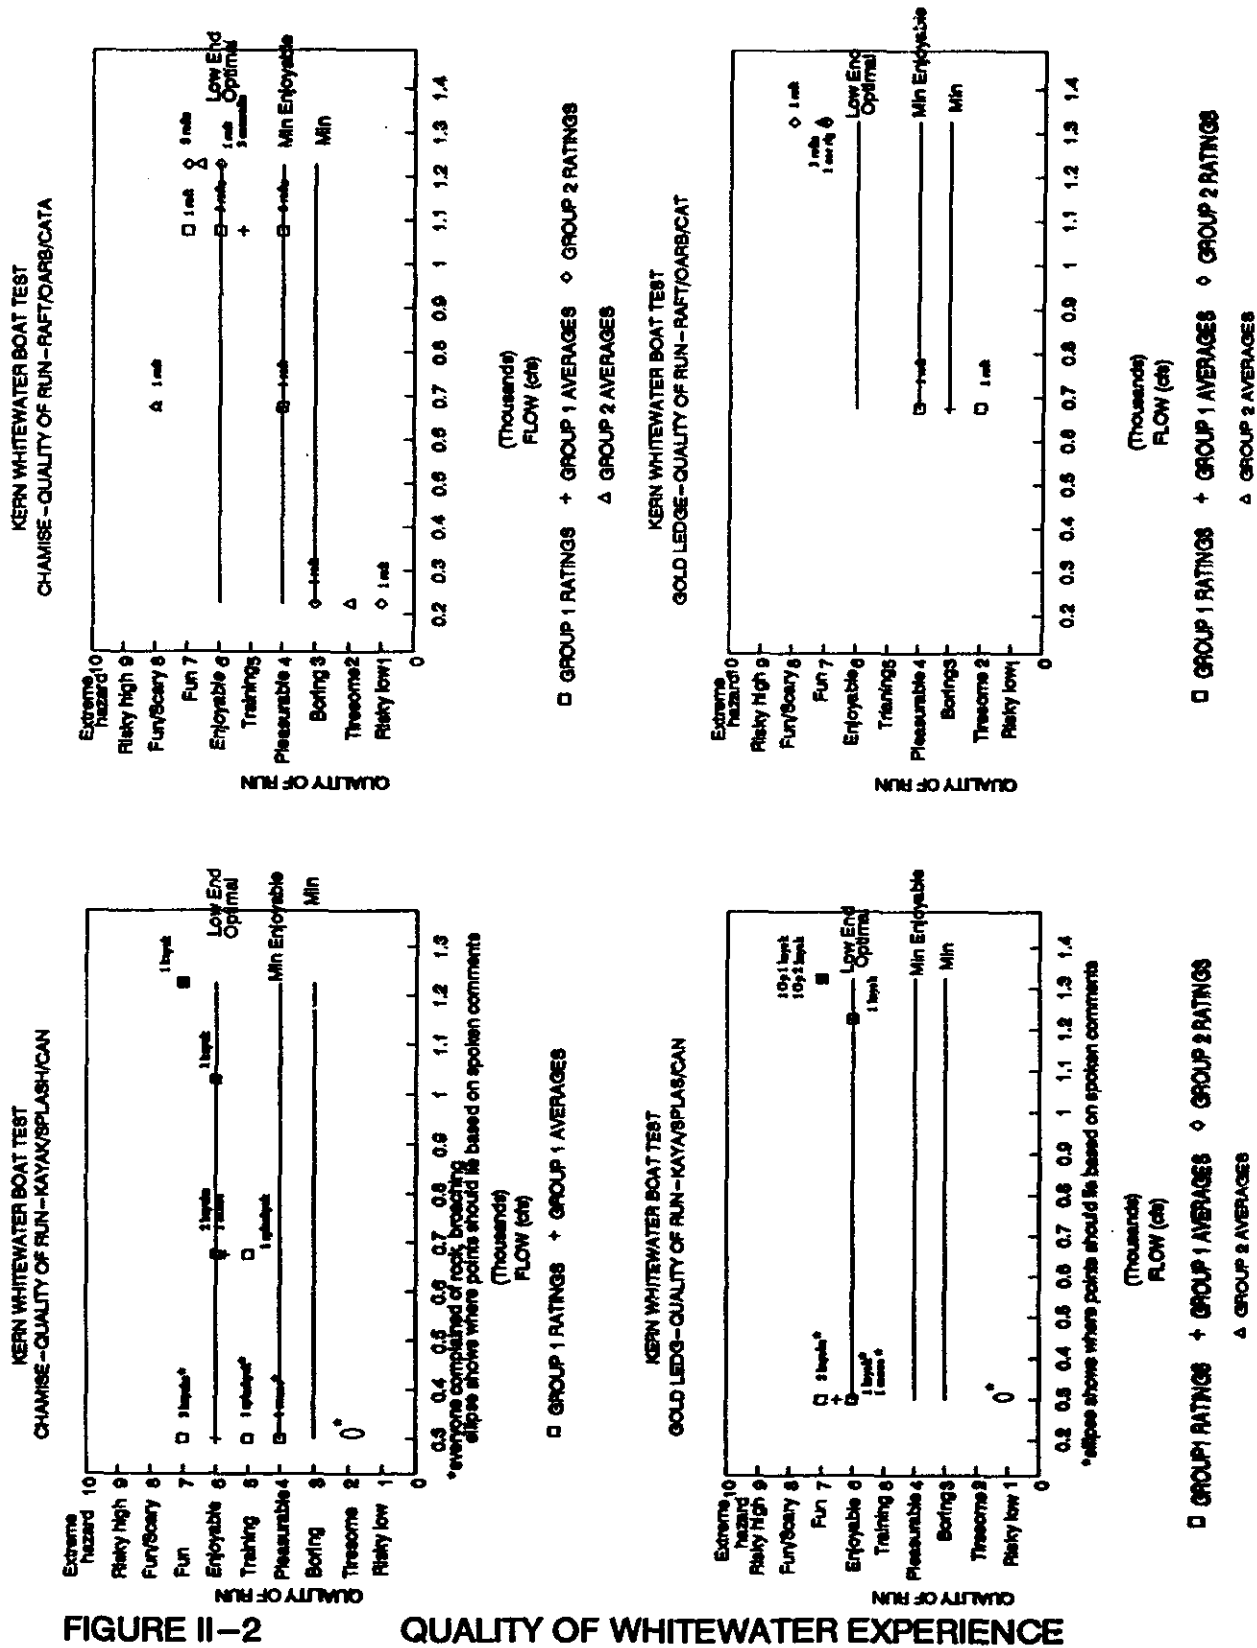 KERN WHITEWATER BOAT TEST
CHAMISE-QUALITY OF RUN-KAYAK/SPLASH/CAN
QUALITY OF RUN
Extreme
hazard 10
Risky high 9
Fun/Scary 8
Fun 7
Enjoyable 6
Training 5
Pleasurable 4
Boring 3
Tiresome 2
Risky low 1
0
1 kayak
Low End
Optimal
Min Enjoyable
Min
0.3 0.4 0.5 0.6 0.7 0.8 0.9 1 1.1 1.2 1.3
*everyone complained of rock, broaching
ellipse shows where points should lie based on spoken comments
(Thousands)
FLOW (cfs)
□ GROUP 1 RATINGS + GROUP 1 AVERAGES
KERN WHITEWATER BOAT TEST
CHAMISE-QUALITY OF RUN-RAFT/OARB/CATA
QUALITY OF RUN
Extreme
hazard 10
Risky high 9
Fun/Scary 8
Fun 7
Enjoyable 6
Training 5
Pleasurable 4
Boring 3
Tiresome 2
Risky low 1
0
1 raft
1 raft
1 raft
Low End
Optimal
Min Enjoyable
Min
0.2 0.3 0.4 0.5 0.6 0.7 0.8 0.9 1 1.1 1.2 1.3 1.4
(Thousands)
FLOW (cfs)
□ GROUP 1 RATINGS + GROUP 1 AVERAGES ◇ GROUP 2 RATINGS
△ GROUP 2 AVERAGES
KERN WHITEWATER BOAT TEST
GOLD LEDG-QUALITY OF RUN-KAYA/SPLAS/CAN
QUALITY OF RUN
Extreme
hazard 10
Risky high 9
Fun/Scary 8
Fun 7
Enjoyable 6
Training 5
Pleasurable 4
Boring 3
Tiresome 2
Risky low 1
0
1 kayak
Low End
Optimal
Min Enjoyable
Min
0.2 0.3 0.4 0.5 0.6 0.7 0.8 0.9 1 1.1 1.2 1.3 1.4
*ellipse shows where points should lie based on spoken comments
(Thousands)
FLOW (cfs)
□ GROUP1 RATINGS + GROUP 1 AVERAGES ◇ GROUP 2 RATINGS
△ GROUP 2 AVERAGES
KERN WHITEWATER BOAT TEST
GOLD LEDGE-QUALITY OF RUN-RAFT/OARB/CAT
QUALITY OF RUN
Extreme
hazard 10
Risky high 9
Fun/Scary 8
Fun 7
Enjoyable 6
Trianing 5
Pleasurable 4
Boring 3
Tiresome 2
Risky low 1
0
1 raft
1 raft
Low End
Optimal
Min Enjoyable
Min
0.2 0.3 0.4 0.5 0.6 0.7 0.8 0.9 1 1.1 1.2 1.3 1.4
(Thousands)
FLOW (cfs)
□ GROUP 1 RATINGS + GROUP 1 AVERAGES ◇ GROUP 2 RATINGS
△ GROUP 2 AVERAGES
FIGURE II-2 QUALITY OF WHITEWATER EXPERIENCE